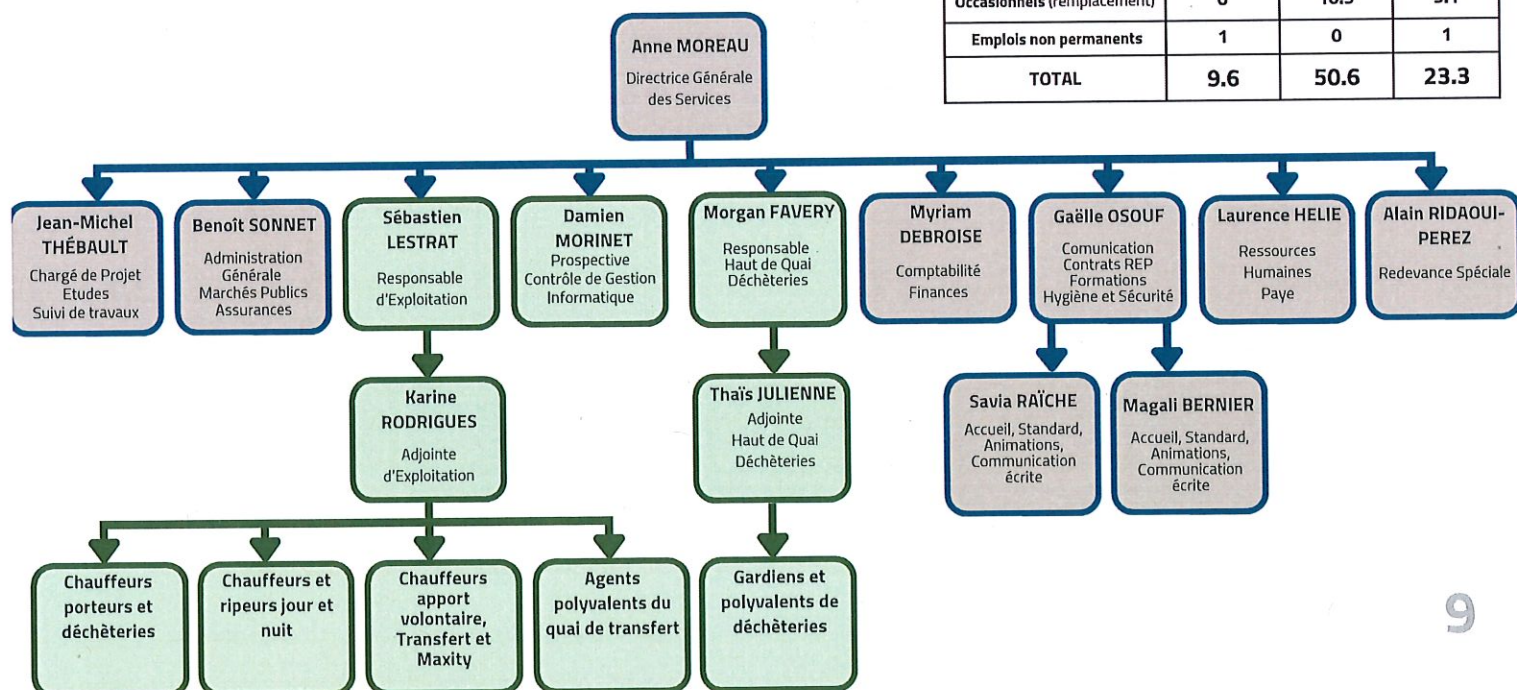 Occasionnels (remplacement)
Emplois non permanents 1 0 1
TOTAL 9.6 50.6 23.3
Anne MOREAU
Directrice Générale
des Services
Jean-Michel
THÉBAULT
Chargé de Projet
Etudes
Suivi de travaux
Benoît SONNET
Administration
Générale
Marchés Publics
Assurances
Sébastien
LESTRAT
Responsable
d'Exploitation
Damien
MORINET
Prospective
Contrôle de Gestion
Informatique
Morgan FAVERY
Responsable
Haut de Quai
Déchèteries
Myriam
DEBROISE
Comptabilité
Finances
Gaëlle OSOUF
Comunication
Contrats REP
Formations
Hygiène et Sécurité
Laurence HELIE
Ressources
Humaines
Paye
Alain RIDAOUI-
PEREZ
Redevance Spéciale
Karine
RODRIGUES
Adjointe
d'Exploitation
Thaïs JULIENNE
Adjointe
Haut de Quai
Déchèteries
Savia RAÏCHE
Accueil, Standard,
Animations,
Communication
écrite
Magali BERNIER
Accueil, Standard,
Animations,
Communication
écrite
Chauffeurs
porteurs et
déchèteries
Chauffeurs et
ripeurs jour et
nuit
Chauffeurs
apport
volontaire,
Transfert et
Maxity
Agents
polyvalents du
quai de transfert
Gardiens et
polyvalents de
déchèteries
9